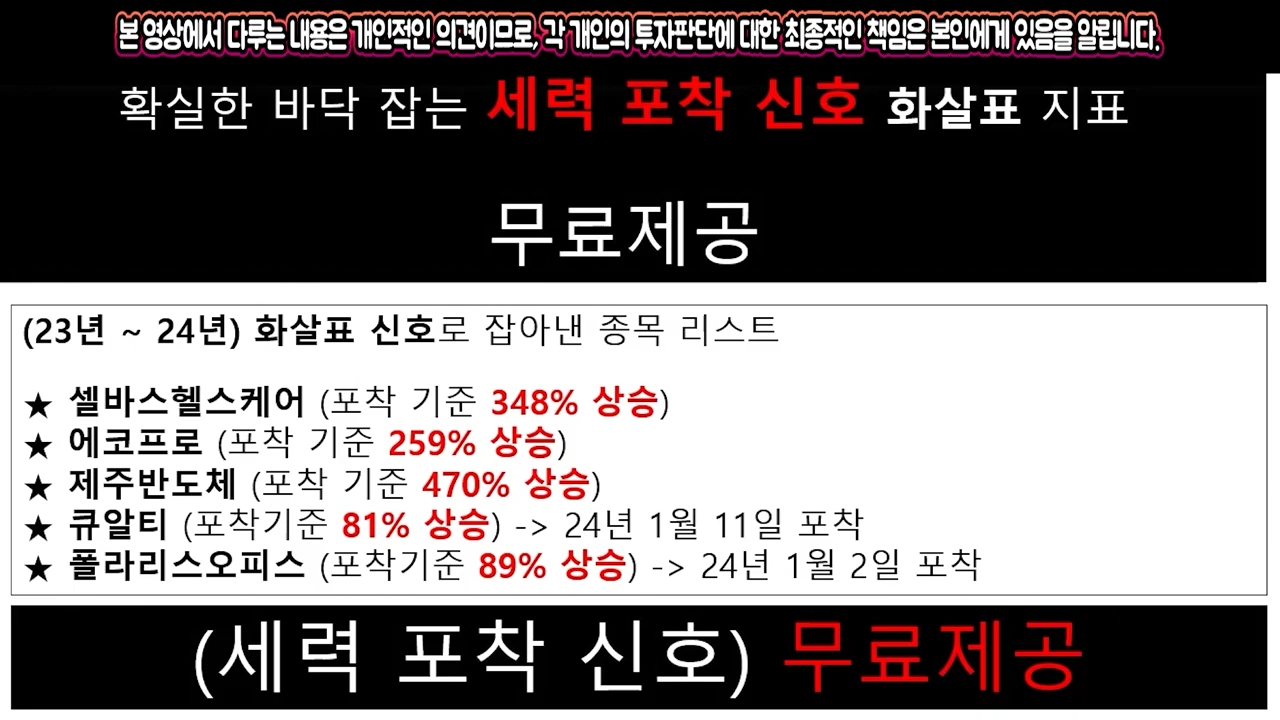 본 영상에서 다루는 내용은 개인적인 의견이므로, 각 개인의 투자판단에 대한 최종적인 책임은 본인에게 있음을 알립니다.
확실한 바닥 잡는 세력 포착 신호 화살표 지표
무료제공
(23년 ~ 24년) 화살표 신호로 잡아낸 종목 리스트
★ 셀바스헬스케어 (포착 기준 348% 상승)
★ 에코프로 (포착 기준 259% 상승)
★ 제주반도체 (포착 기준 470% 상승)
★ 큐알티 (포착기준 81% 상승) -> 24년 1월 11일 포착
★ 폴라리스오피스 (포착기준 89% 상승) -> 24년 1월 2일 포착
(세력 포착 신호) 무료제공